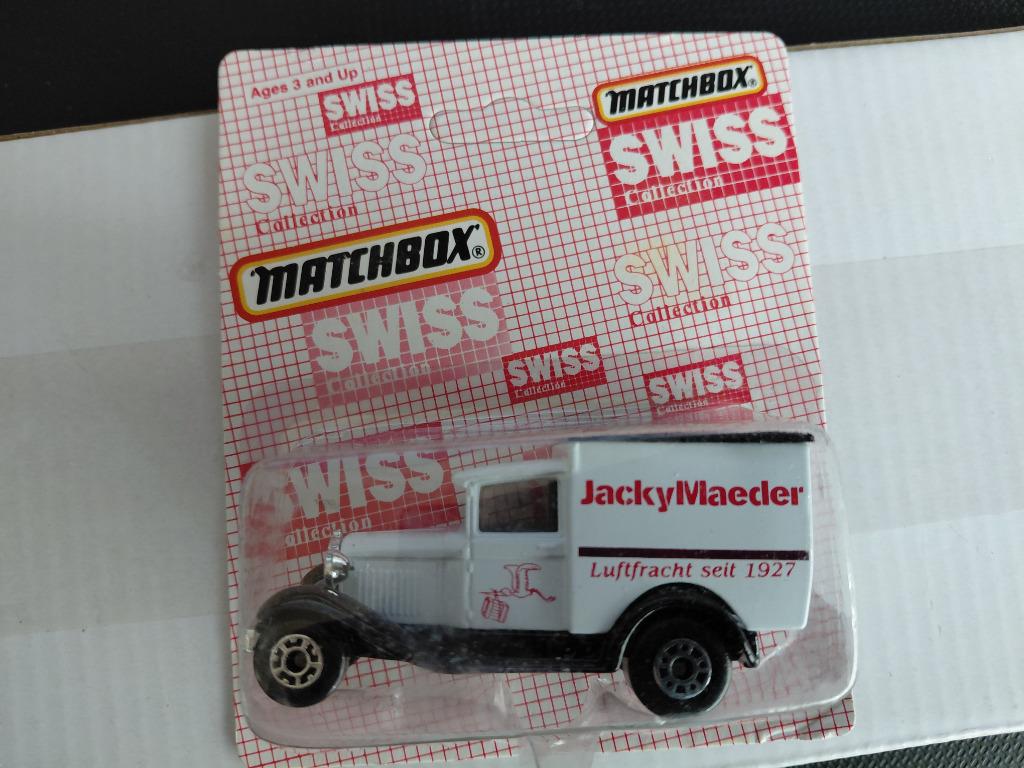 Ages 3 and Up
SWISS
Collection
MATCHBOX®
SWISS
Collection
SWISS
Collection
MATCHBOX®
SWISS
Collection
SWISS
Collection
SWISS
Collection
SWISS
Collection
SWISS
Collection
JackyMaeder
Luftfracht seit 1927